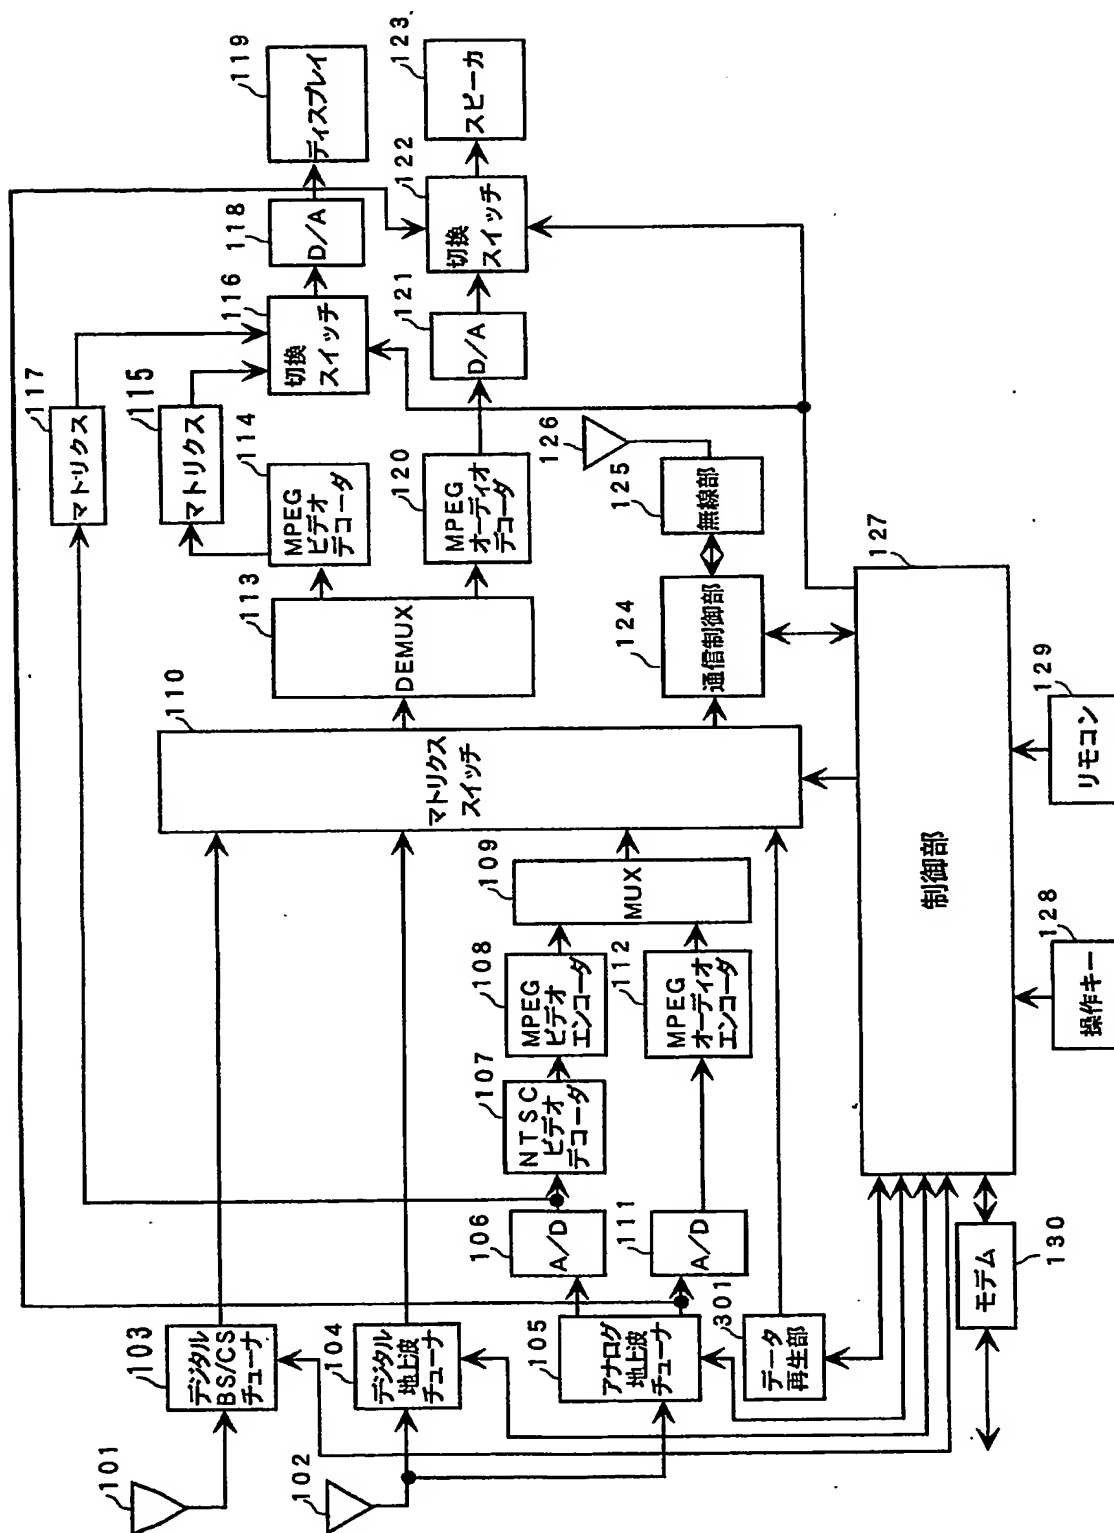 101
102
103
デジタル
BS/CS
チューナ
104
デジタル
地上波
チューナ
105
アナログ
地上波
チューナ
301
データ
再生部
106
A/D
111
A/D
107
NTSC
ビデオ
デコーダ
108
MPEG
ビデオ
エンコーダ
112
MPEG
オーディオ
エンコーダ
109
MUX
110
マトリクス
スイッチ
113
DEMUX
114
MPEG
ビデオ
デコーダ
120
MPEG
オーディオ
デコーダ
117
マトリクス
115
マトリクス
116
切換
スイッチ
118
D/A
119
ディスプレイ
121
D/A
122
切換
スイッチ
123
スピーカ
124
通信制御部
125
無線部
126
127
制御部
128
操作キー
129
リモコン
130
モデム